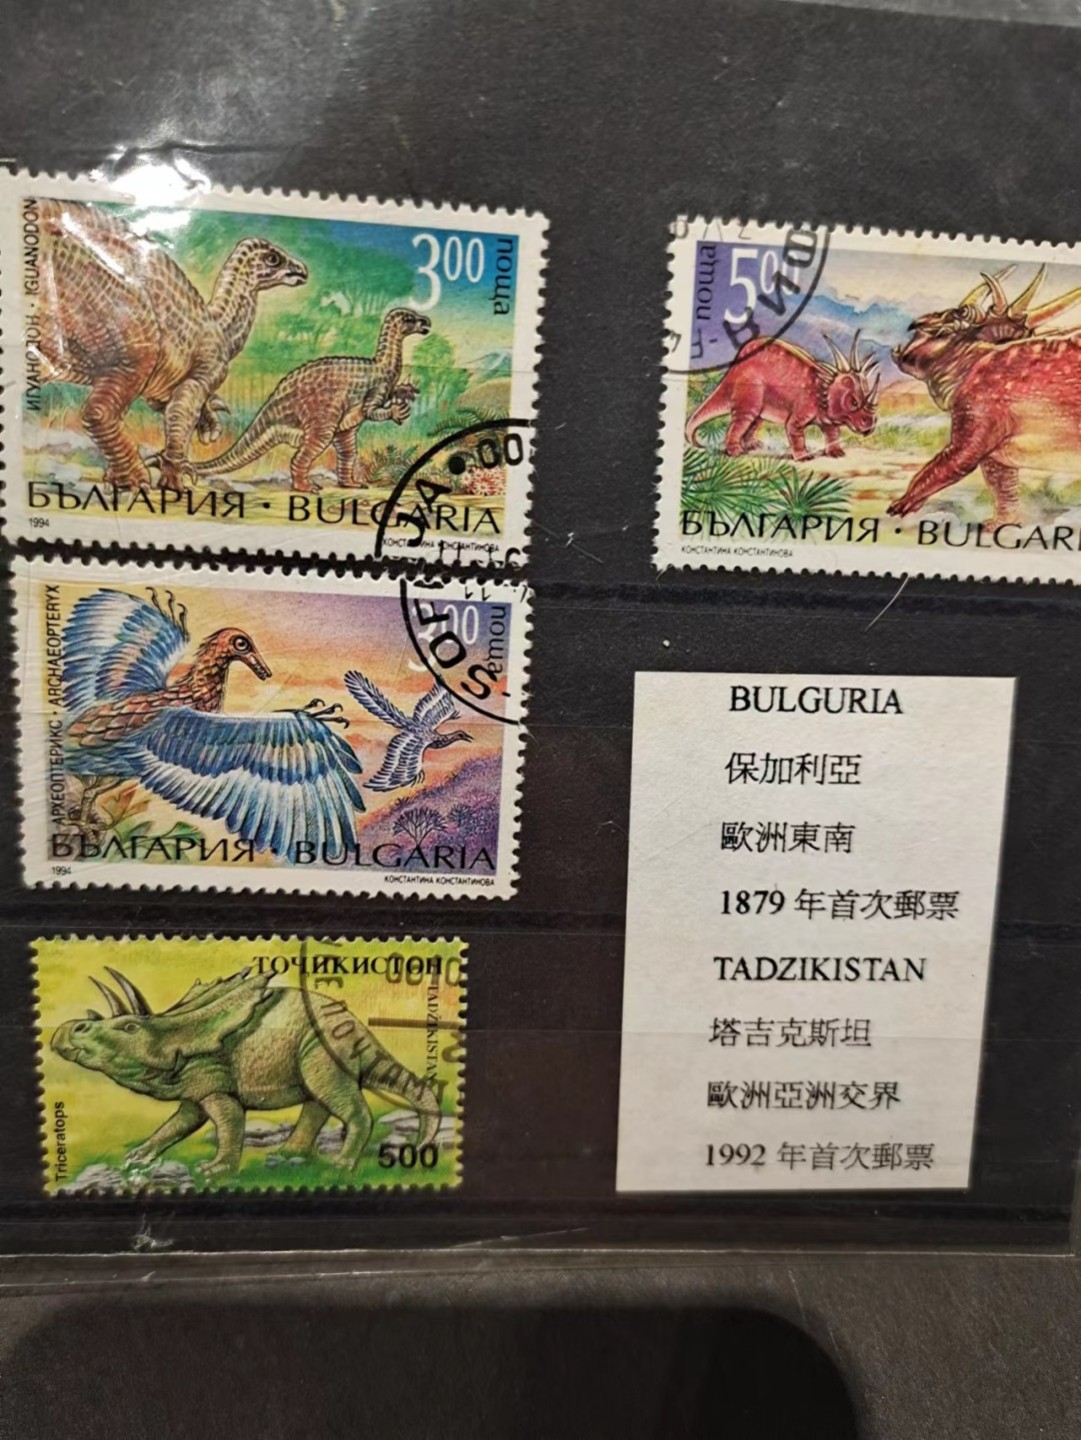 ИГУАНОДОН · IGUANODON
300
поща
БЪЛГАРИЯ · BULGARIA
1994
КОНСТАНТИНА КОНСТАНТИНОВА
500
поща
БЪЛГАРИЯ · BULGARI
КОНСТАНТИНА КОНСТАНТИНОВА
АРХЕОПТЕРИКС · ARCHAEOPTERYX
300
поща
SOFI
БЪЛГАРИЯ · BULGARIA
1994
КОНСТАНТИНА КОНСТАНТИНОВА
ТОҶИКИСТОН
TADZIKISTAN
Triceratops
500
BULGURIA
保加利亞
歐洲東南
1879 年首次郵票
TADZIKISTAN
塔吉克斯坦
歐洲亞洲交界
1992 年首次郵票